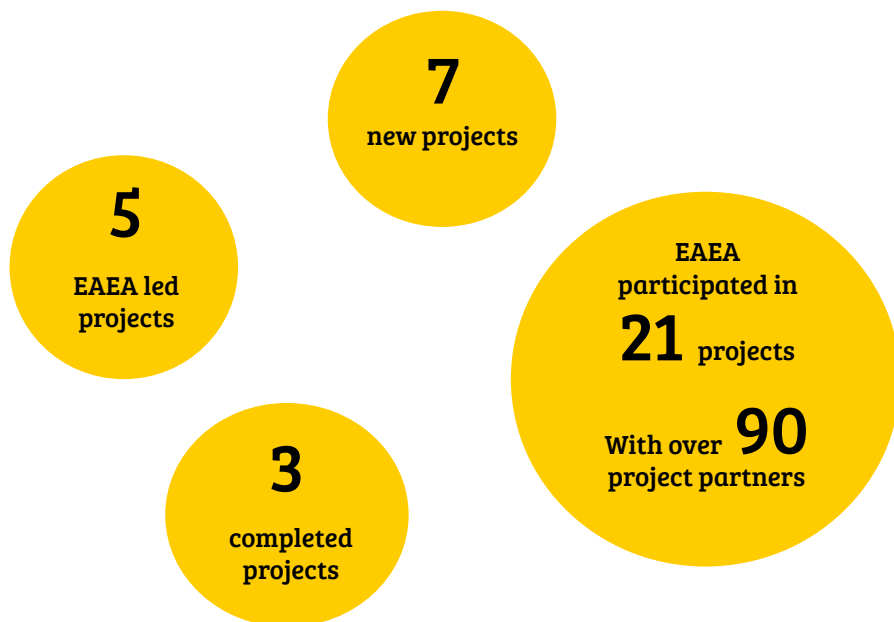 7
new projects
5
EAEA led
projects
EAEA
participated in
21 projects
With over 90
project partners
3
completed
projects